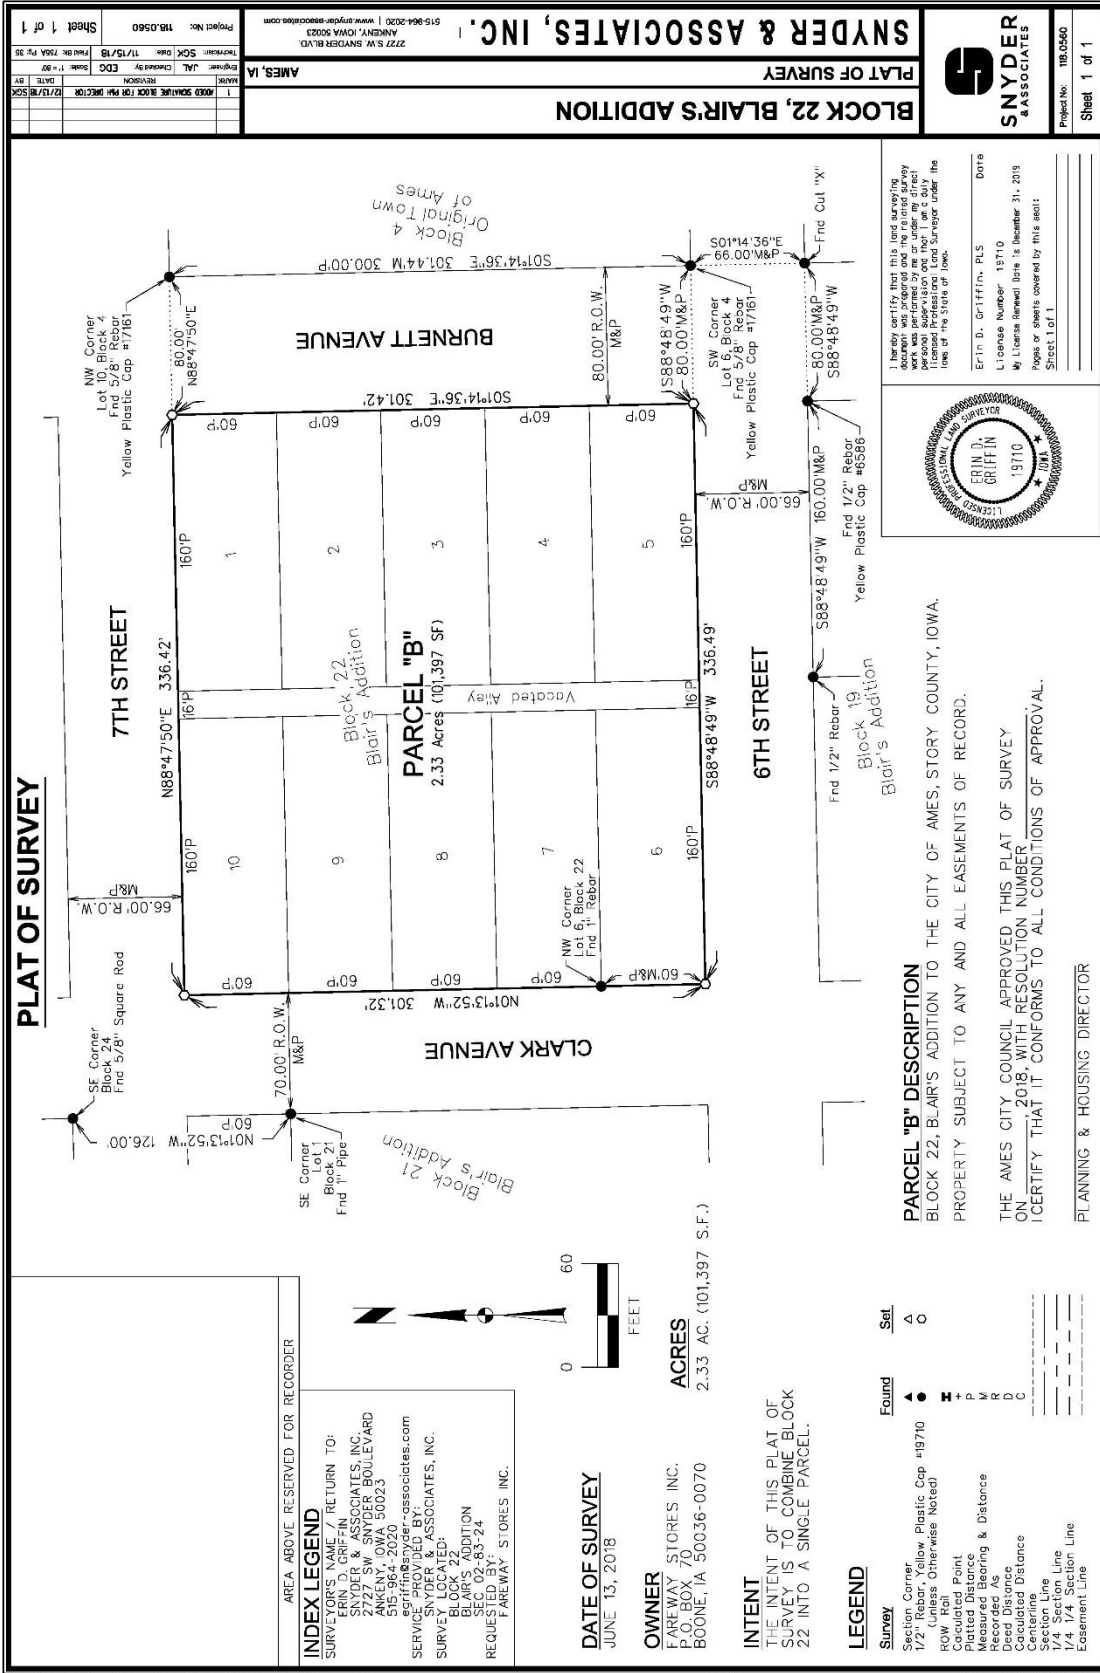 PLAT OF SURVEY
AREA ABOVE RESERVED FOR RECORDER
INDEX LEGEND
SURVEYOR'S NAME / RETURN TO:
ERIN D. GRIFFIN
SNYDER & ASSOCIATES, INC.
2727 SW SNYDER BOULEVARD
ANKENY, IOWA 50023
515-964-2020
egriffin@snyder-associates.com
SERVICE PROVIDED BY:
SNYDER & ASSOCIATES, INC.
SURVEY LOCATED:
BLOCK 22
BLAIR'S ADDITION
SEC 02-83-24
REQUESTED BY:
FAREWAY STORES INC.
N
0 60
FEET
DATE OF SURVEY
JUNE 13, 2018
OWNER
FAREWAY STORES INC.
P.O. BOX 70
BOONE, IA 50036-0070
ACRES
2.33 AC. (101,397 S.F.)
INTENT
THE INTENT OF THIS PLAT OF
SURVEY IS TO COMBINE BLOCK
22 INTO A SINGLE PARCEL.
LEGEND
Survey Found Set
Section Corner
1/2" Rebar, Yellow Plastic Cap #19710
(Unless Otherwise Noted)
ROW Rail
Calculated Point +
Platted Distance P
Measured Bearing & Distance M
Recorded As R
Deed Distance D
Calculated Distance C
Centerline
Section Line
1/4 Section Line
1/4 1/4 Section Line
Easement Line
SE Corner
Block 24
Fnd 5/8" Square Rod
N01°13'52"W 126.00'
60'P
SE Corner
Lot 1
Block 21
Fnd 1" Pipe
Block 21
Blair's Addition
70.00' R.O.W.
M&P
CLARK AVENUE
66.00' R.O.W.
M&P
7TH STREET
N88°47'50"E 336.42'
160'P
16'P
160'P
N01°13'52"W 301.32'
60'P
60'P
60'P
60'P
60'M&P
NW Corner
Lot 6, Block 22
Fnd 1" Rebar
10
9
8
7
6
Block 22
Blair's Addition
PARCEL "B"
2.33 Acres (101,397 SF)
Vacated Alley
1
2
3
4
5
60'P
60'P
60'P
60'P
60'P
S01°14'36"E 301.42'
160'P
16'P
160'P
S88°48'49"W 336.49'
6TH STREET
66.00' R.O.W.
M&P
NW Corner
Lot 10, Block 4
Fnd 5/8" Rebar
Yellow Plastic Cap #17161
80.00'
N88°47'50"E
BURNETT AVENUE
S01°14'36"E 301.44'M 300.00'P
Block 4
Original Town
of Ames
80.00' R.O.W.
M&P
S88°48'49"W
80.00'M&P
SW Corner
Lot 6, Block 4
Fnd 5/8" Rebar
Yellow Plastic Cap #17161
S01°14'36"E
66.00'M&P
Fnd Cut "X"
80.00'M&P
S88°48'49"W
S88°48'49"W 160.00'M&P
Fnd 1/2" Rebar
Yellow Plastic Cap #6586
Fnd 1/2" Rebar
Block 19
Blair's Addition
PARCEL "B" DESCRIPTION
BLOCK 22, BLAIR'S ADDITION TO THE CITY OF AMES, STORY COUNTY, IOWA.
PROPERTY SUBJECT TO ANY AND ALL EASEMENTS OF RECORD.
THE AMES CITY COUNCIL APPROVED THIS PLAT OF SURVEY
ON ________, 2018, WITH RESOLUTION NUMBER ________.
I CERTIFY THAT IT CONFORMS TO ALL CONDITIONS OF APPROVAL.
PLANNING & HOUSING DIRECTOR
LICENSED PROFESSIONAL LAND SURVEYOR
ERIN D.
GRIFFIN
19710
IOWA
I hereby certify that this land surveying
document was prepared and the related survey
work was performed by me or under my direct
personal supervision and that I am a duly
licensed Professional Land Surveyor under the
laws of the State of Iowa.
Erin D. Griffin, PLS Date
License Number 19710
My License Renewal Date is December 31, 2019
Pages or sheets covered by this seal:
Sheet 1 of 1
BLOCK 22, BLAIR'S ADDITION
PLAT OF SURVEY
AMES, IA
SNYDER & ASSOCIATES, INC.
2727 S.W. SNYDER BLVD.
ANKENY, IOWA 50023
515-964-2020 | www.snyder-associates.com
1 ADDED SIGNATURE BLOCK FOR P&H DIRECTOR 12/13/18 SCK
MARK REVISION DATE BY
Engineer: JAL Checked By: EDG Scale: 1" = 60'
Technician: SCK Date: 11/15/18 Field Bk: 735A Pg: 35
Project No: 118.0560 Sheet 1 of 1
SNYDER
& ASSOCIATES
Project No: 118.0560
Sheet 1 of 1